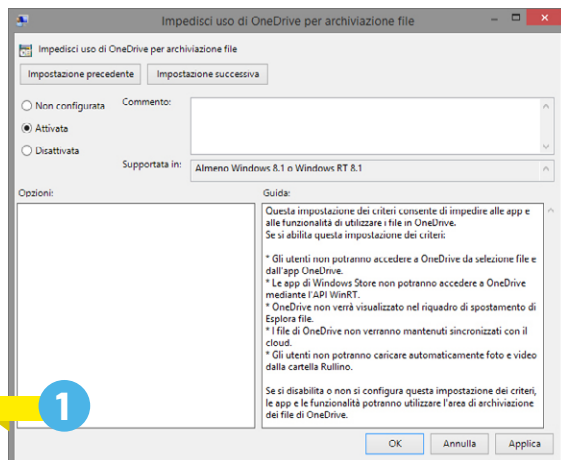 Impedisci uso di OneDrive per archiviazione file
Impedisci uso di OneDrive per archiviazione file
Impostazione precedente
Impostazione successiva
Non configurata
Commento:
Attivata
Disattivata
Supportata in:
Almeno Windows 8.1 o Windows RT 8.1
Opzioni:
Guida:
Questa impostazione dei criteri consente di impedire alle app e
alle funzionalità di utilizzare i file in OneDrive.
Se si abilita questa impostazione dei criteri:
* Gli utenti non potranno accedere a OneDrive da selezione file e
dall'app OneDrive.
* Le app di Windows Store non potranno accedere a OneDrive
mediante l'API WinRT.
* OneDrive non verrà visualizzato nel riquadro di spostamento di
Esplora file.
* I file di OneDrive non verranno mantenuti sincronizzati con il
cloud.
* Gli utenti non potranno caricare automaticamente foto e video
dalla cartella Rullino.
Se si disabilita o non si configura questa impostazione dei criteri,
le app e le funzionalità potranno utilizzare l'area di archiviazione
dei file di OneDrive.
1
OK
Annulla
Applica